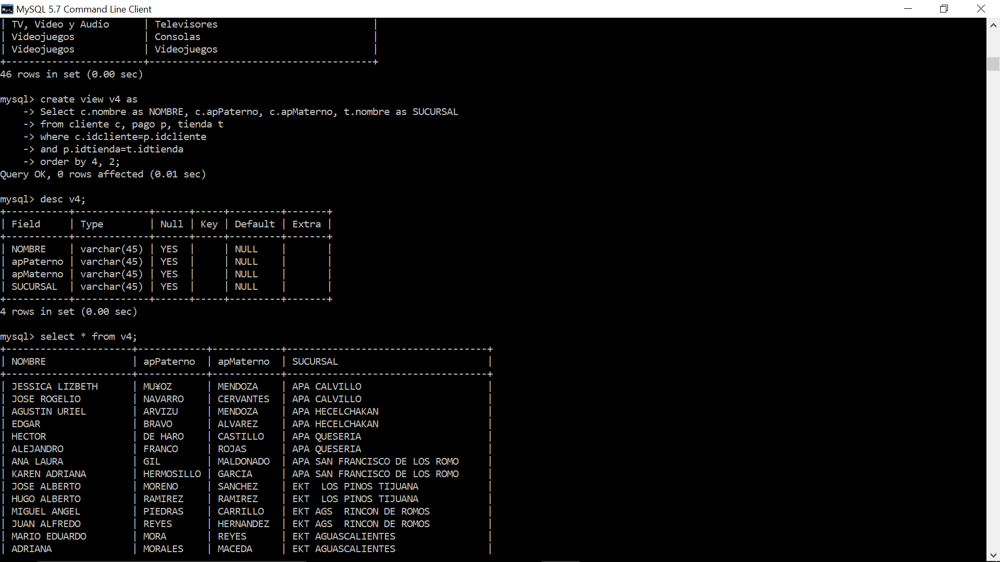 MySQL 5.7 Command Line Client
| TV, Video y Audio      | Televisores                           |
| Videojuegos            | Consolas                              |
| Videojuegos            | Videojuegos                           |
+------------------------+---------------------------------------+
46 rows in set (0.00 sec)
mysql> create view v4 as
    -> Select c.nombre as NOMBRE, c.apPaterno, c.apMaterno, t.nombre as SUCURSAL
    -> from cliente c, pago p, tienda t
    -> where c.idcliente=p.idcliente
    -> and p.idtienda=t.idtienda
    -> order by 4, 2;
Query OK, 0 rows affected (0.01 sec)
mysql> desc v4;
+-----------+-------------+------+-----+---------+-------+
| Field     | Type        | Null | Key | Default | Extra |
+-----------+-------------+------+-----+---------+-------+
| NOMBRE    | varchar(45) | YES  |     | NULL    |       |
| apPaterno | varchar(45) | YES  |     | NULL    |       |
| apMaterno | varchar(45) | YES  |     | NULL    |       |
| SUCURSAL  | varchar(45) | YES  |     | NULL    |       |
+-----------+-------------+------+-----+---------+-------+
4 rows in set (0.00 sec)
mysql> select * from v4;
+----------------------+------------+------------+-----------------------------------+
| NOMBRE               | apPaterno  | apMaterno  | SUCURSAL                          |
+----------------------+------------+------------+-----------------------------------+
| JESSICA LIZBETH      | MU¥OZ      | MENDOZA    | APA CALVILLO                      |
| JOSE ROGELIO         | NAVARRO    | CERVANTES  | APA CALVILLO                      |
| AGUSTIN URIEL        | ARVIZU     | MENDOZA    | APA HECELCHAKAN                   |
| EDGAR                | BRAVO      | ALVAREZ    | APA HECELCHAKAN                   |
| HECTOR               | DE HARO    | CASTILLO   | APA QUESERIA                      |
| ALEJANDRO            | FRANCO     | ROJAS      | APA QUESERIA                      |
| ANA LAURA            | GIL        | MALDONADO  | APA SAN FRANCISCO DE LOS ROMO     |
| KAREN ADRIANA        | HERMOSILLO | GARCIA     | APA SAN FRANCISCO DE LOS ROMO     |
| JOSE ALBERTO         | MORENO     | SANCHEZ    | EKT  LOS PINOS TIJUANA            |
| HUGO ALBERTO         | RAMIREZ    | RAMIREZ    | EKT  LOS PINOS TIJUANA            |
| MIGUEL ANGEL         | PIEDRAS    | CARRILLO   | EKT AGS  RINCON DE ROMOS          |
| JUAN ALFREDO         | REYES      | HERNANDEZ  | EKT AGS  RINCON DE ROMOS          |
| MARIO EDUARDO        | MORA       | REYES      | EKT AGUASCALIENTES                |
| ADRIANA              | MORALES    | MACEDA     | EKT AGUASCALIENTES                |